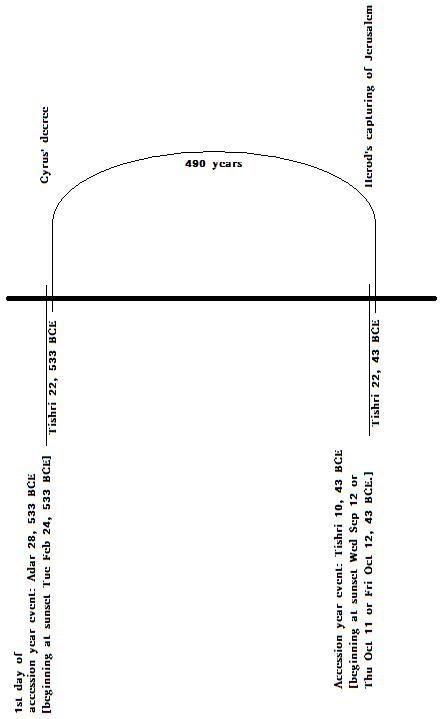 Cyrus' decree
Herod's capturing of Jerusalem
490 years
Tishri 22, 533 BCE
Tishri 22, 43 BCE
1st day of
accession year event: Adar 28, 533 BCE
[beginning at sunset Tue Feb 24, 533 BCE]
Accession year event: Tishri 10, 43 BCE
[beginning at sunset Wed Sep 12 or
Thu Oct 11 or Fri Oct 12, 43 BCE.]